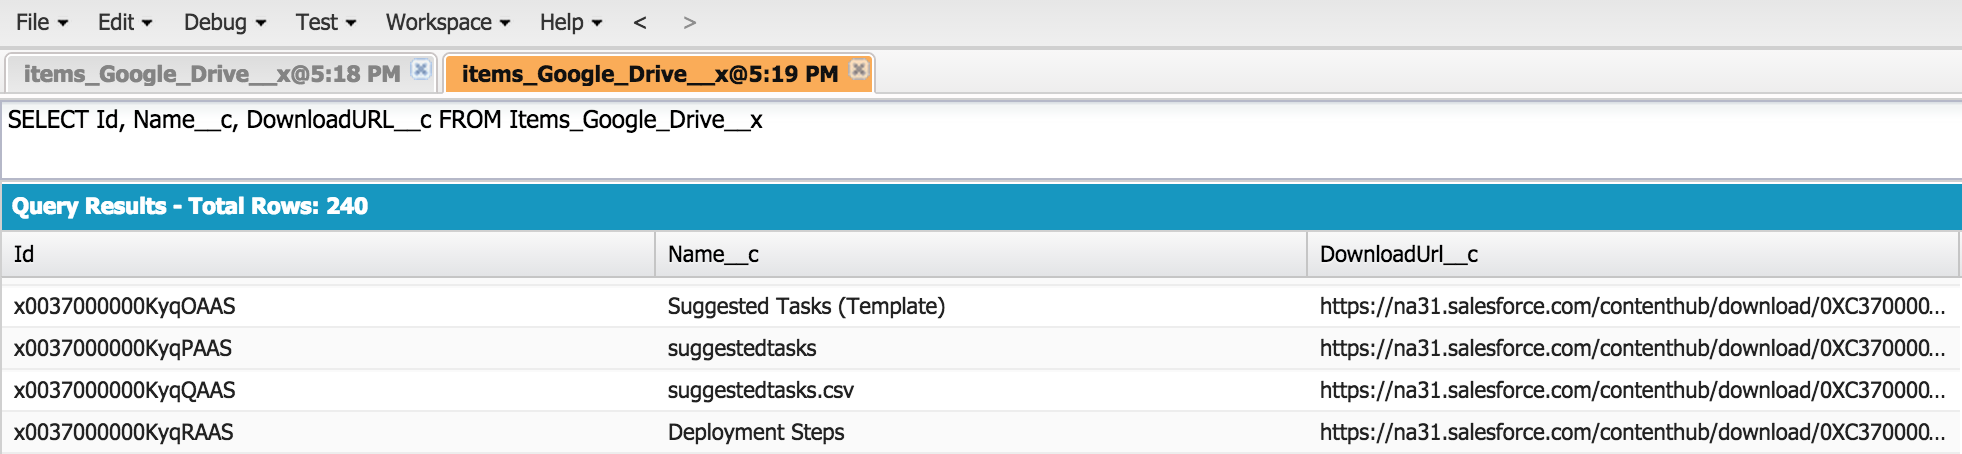 File Edit Debug Test Workspace Help < >
items_Google_Drive__x@5:18 PM items_Google_Drive__x@5:19 PM
SELECT Id, Name__c, DownloadURL__c FROM Items_Google_Drive__x
Query Results - Total Rows: 240
Id Name__c DownloadUrl__c
x0037000000KyqOAAS Suggested Tasks (Template) https://na31.salesforce.com/contenthub/download/0XC370000...
x0037000000KyqPAAS suggestedtasks https://na31.salesforce.com/contenthub/download/0XC370000...
x0037000000KyqQAAS suggestedtasks.csv https://na31.salesforce.com/contenthub/download/0XC370000...
x0037000000KyqRAAS Deployment Steps https://na31.salesforce.com/contenthub/download/0XC370000...